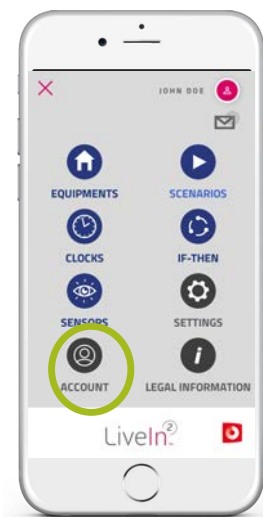 JOHN DOE
EQUIPMENTS SCENARIOS
CLOCKS IF-THEN
SENSORS SETTINGS
ACCOUNT LEGAL INFORMATION
LiveIn2